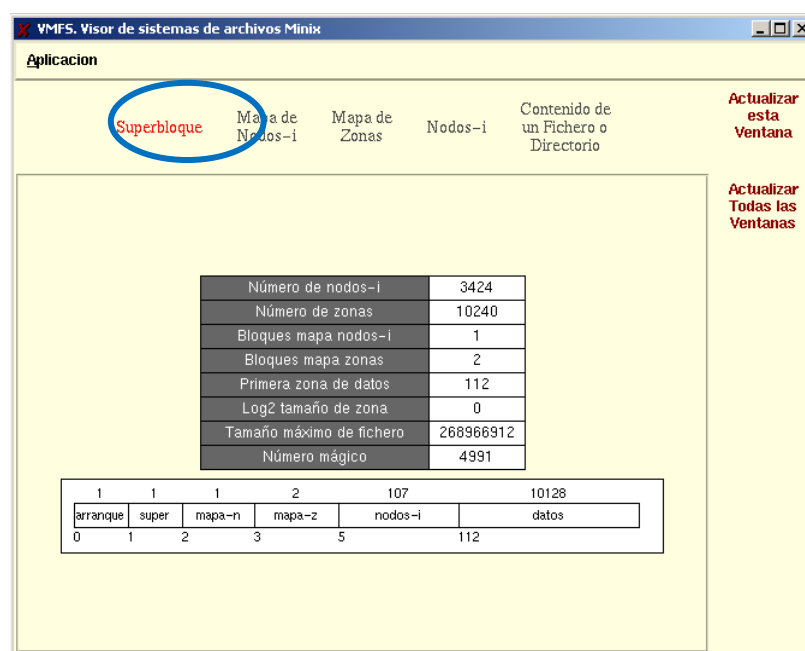 VMFS. Visor de sistemas de archivos Minix
Aplicacion
Superbloque
Mapa de
Nodos-i
Mapa de
Zonas
Nodos-i
Contenido de
un Fichero o
Directorio
Actualizar
esta
Ventana
Actualizar
Todas las
Ventanas
Número de nodos-i 3424
Número de zonas 10240
Bloques mapa nodos-i 1
Bloques mapa zonas 2
Primera zona de datos 112
Log2 tamaño de zona 0
Tamaño máximo de fichero 268966912
Número mágico 4991
1 1 1 2 107 10128
arranque super mapa-n mapa-z nodos-i datos
0 1 2 3 5 112